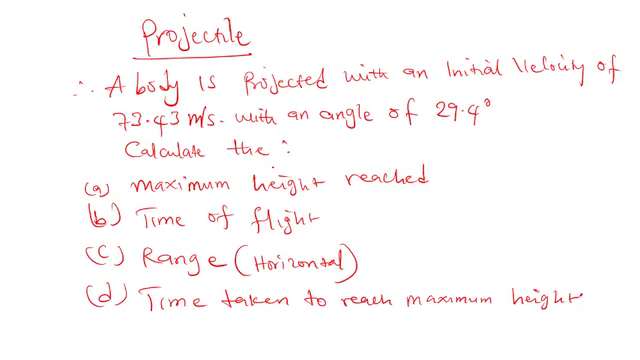 Projectile
∴ A body is projected with an Initial Velocity of
73.43 m/s. with an angle of 29.4°
Calculate the :
(a) maximum height reached
(b) Time of flight
(c) Range (Horizontal)
(d) Time taken to reach maximum height